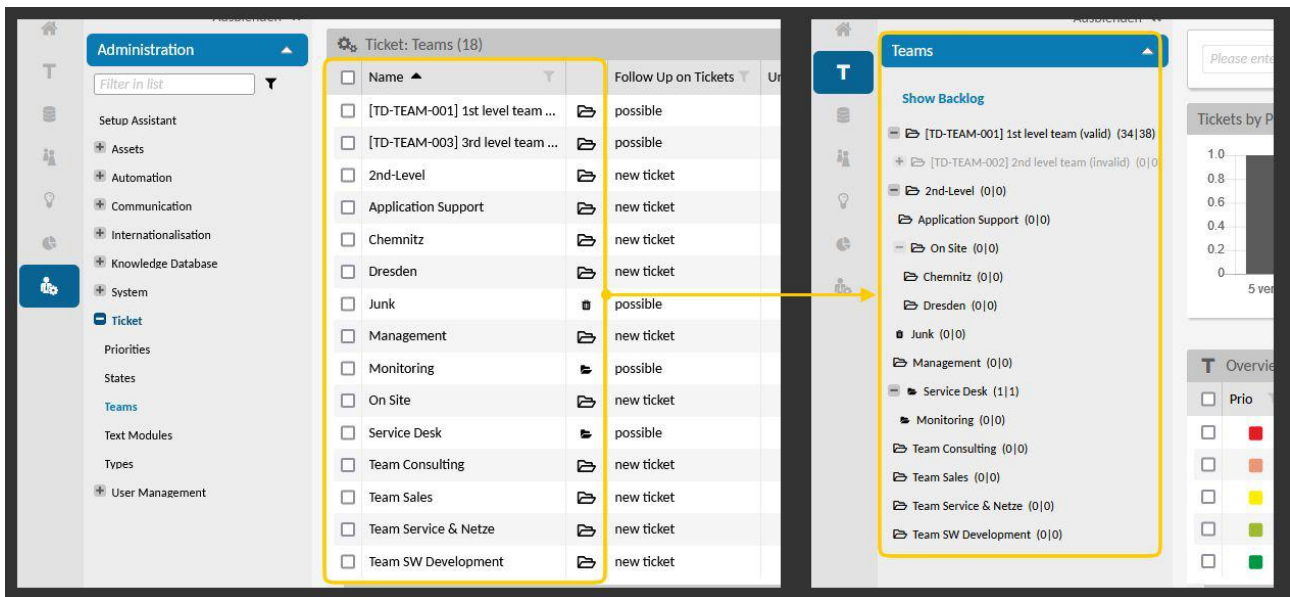 Administration
Filter in list
Setup Assistant
Assets
Automation
Communication
Internationalisation
Knowledge Database
System
Ticket
Priorities
States
Teams
Text Modules
Types
User Management
Ticket: Teams (18)
Name Follow Up on Tickets Un
[TD-TEAM-001] 1st level team ... possible
[TD-TEAM-003] 3rd level team ... possible
2nd-Level new ticket
Application Support new ticket
Chemnitz new ticket
Dresden new ticket
Junk possible
Management new ticket
Monitoring possible
On Site new ticket
Service Desk possible
Team Consulting new ticket
Team Sales new ticket
Team Service & Netze new ticket
Team SW Development new ticket
T
Teams
Show Backlog
[TD-TEAM-001] 1st level team (valid) (34|38)
[TD-TEAM-002] 2nd level team (invalid) (0|0
2nd-Level (0|0)
Application Support (0|0)
On Site (0|0)
Chemnitz (0|0)
Dresden (0|0)
Junk (0|0)
Management (0|0)
Service Desk (1|1)
Monitoring (0|0)
Team Consulting (0|0)
Team Sales (0|0)
Team Service & Netze (0|0)
Team SW Development (0|0)
Please ente
Tickets by P
1.0
0.8
0.6
0.4
0.2
0
5 ver
T Overvie
Prio